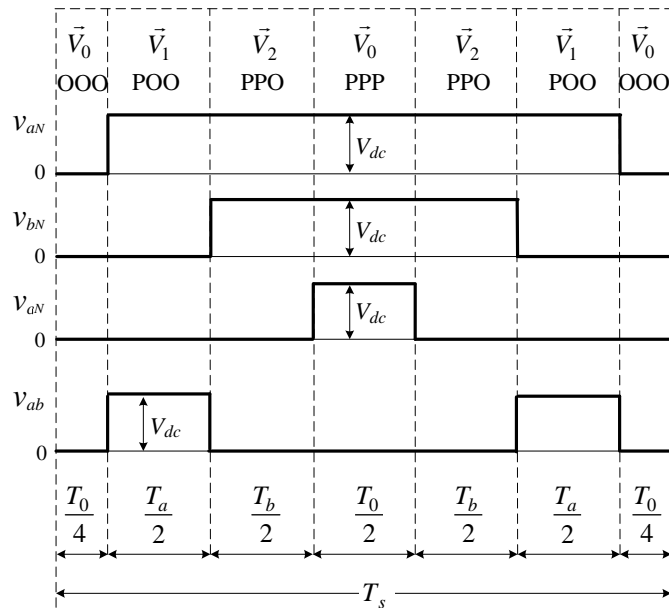 V⃗0 V⃗1 V⃗2 V⃗0 V⃗2 V⃗1 V⃗0
OOO POO PPO PPP PPO POO OOO
vaN
Vdc
0
vbN
Vdc
0
vaN
Vdc
0
vab
Vdc
0
T0/4 Ta/2 Tb/2 T0/2 Tb/2 Ta/2 T0/4
Ts